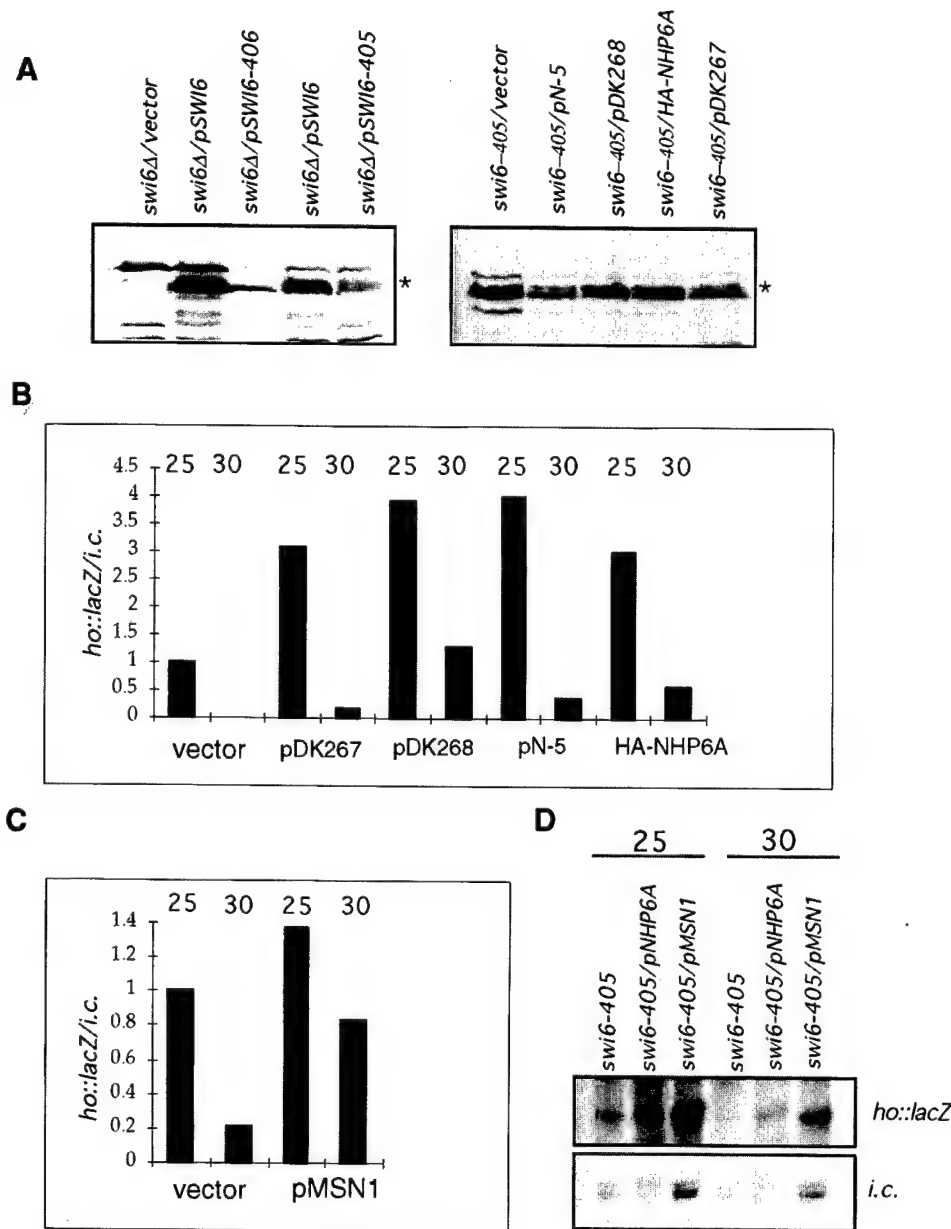 A
swi6Δ/vector
swi6Δ/pSWI6
swi6Δ/pSWI6-406
swi6Δ/pSWI6
swi6Δ/pSWI6-405
*
swi6-405/vector
swi6-405/pN-5
swi6-405/pDK268
swi6-405/HA-NHP6A
swi6-405/pDK267
*
B
25 30 25 30 25 30 25 30 25 30
ho::lacZ/i.c.
4.5
4
3.5
3
2.5
2
1.5
1
0.5
0
vector pDK267 pDK268 pN-5 HA-NHP6A
C
25 30 25 30
ho::lacZ/i.c.
1.4
1.2
1
0.8
0.6
0.4
0.2
0
vector pMSN1
D
25 30
swi6-405
swi6-405/pNHP6A
swi6-405/pMSN1
swi6-405
swi6-405/pNHP6A
swi6-405/pMSN1
ho::lacZ
i.c.